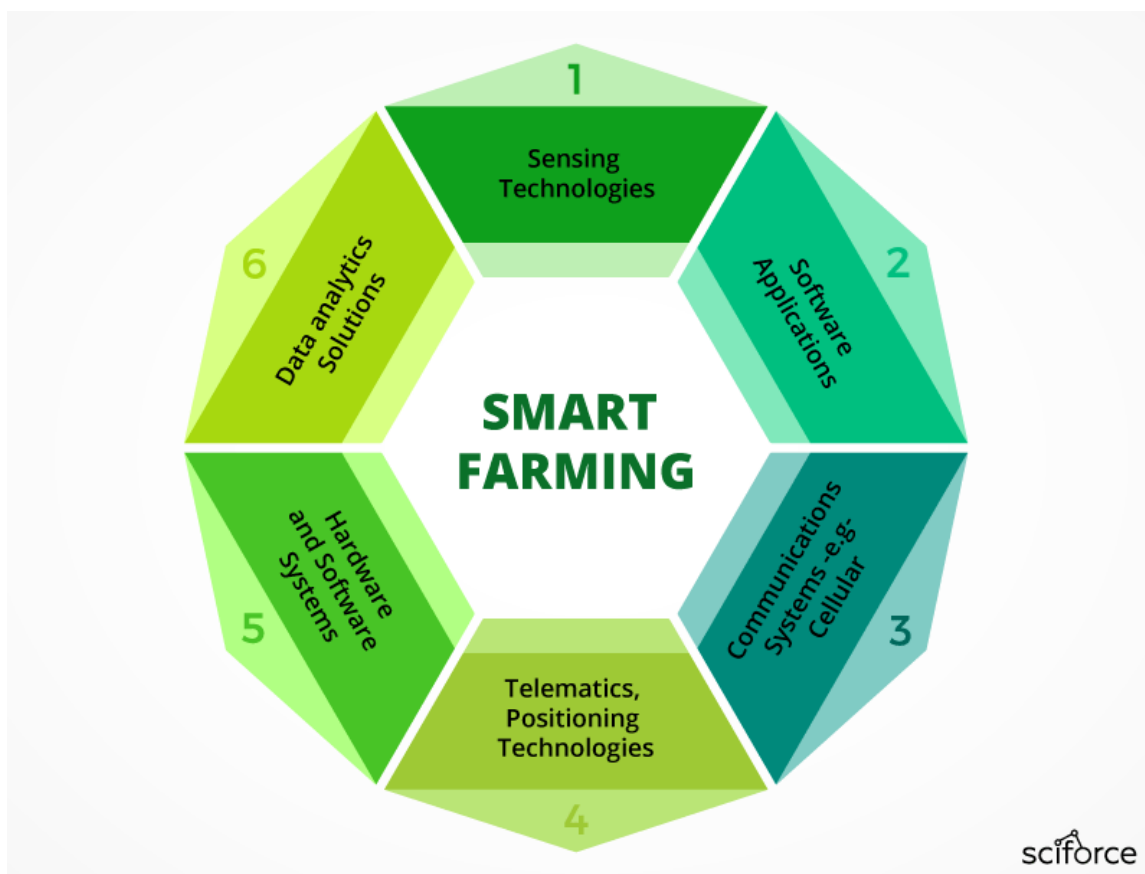 1
Sensing
Technologies
2
Software
Applications
3
Communications
Systems -e.g-
Cellular
4
Telematics,
Positioning
Technologies
5
Hardware
and Software
Systems
6
Data analytics
Solutions
SMART
FARMING
sciforce